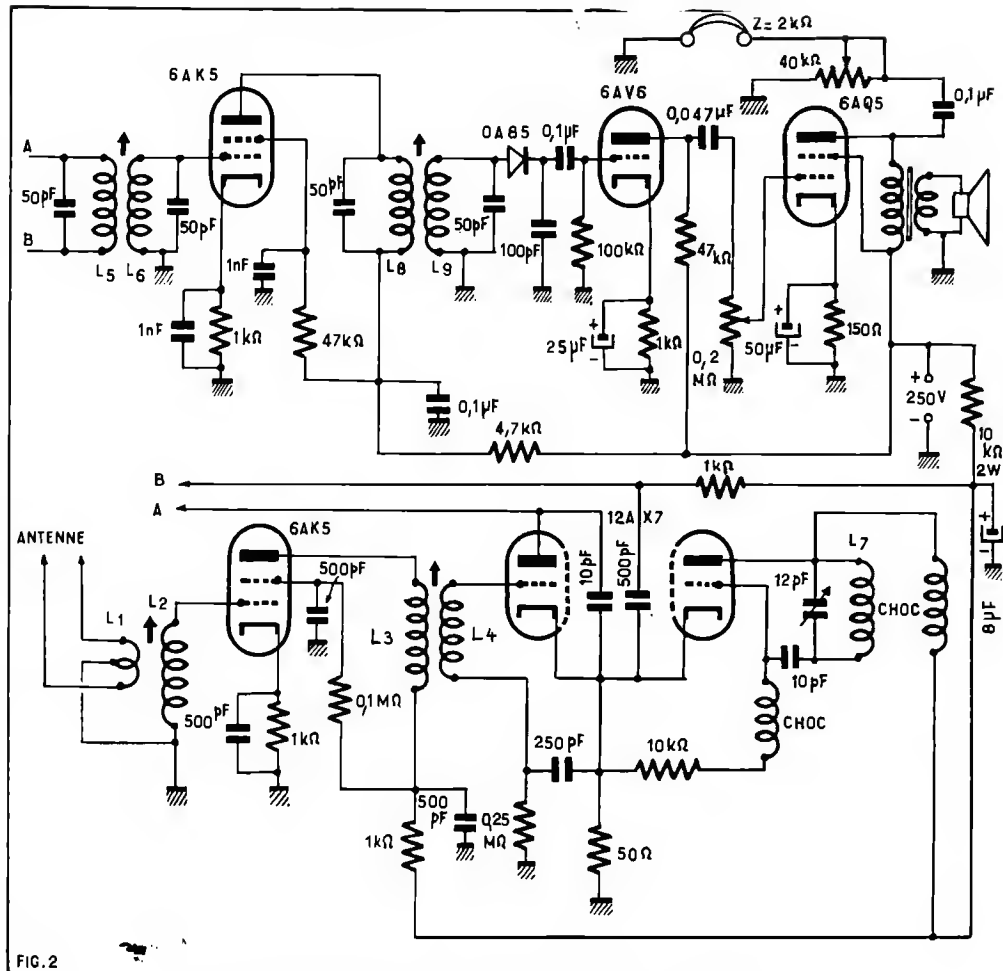 Z = 2kΩ
40kΩ
6AK5
6AV6
6AQ5
0,1µF
0,047µF
OA85
0,1µF
A
50pF
50pF
B
L5
L6
50pF
L8
L9
50pF
100pF
100kΩ
47kΩ
1nF
1nF
1kΩ
47kΩ
+
25µF
-
1kΩ
0,2 MΩ
+
50µF
-
150Ω
+
250V
-
10 kΩ 2W
0,1µF
4,7kΩ
B
1kΩ
A
12AX7
ANTENNE
6AK5
500pF
10pF
500pF
L7
12pF
CHOC
+
-
8µF
L1
L2
L3
L4
10pF
CHOC
500pF
1kΩ
0,1MΩ
250pF
10kΩ
500 pF
1kΩ
0,25 MΩ
50Ω
FIG.2